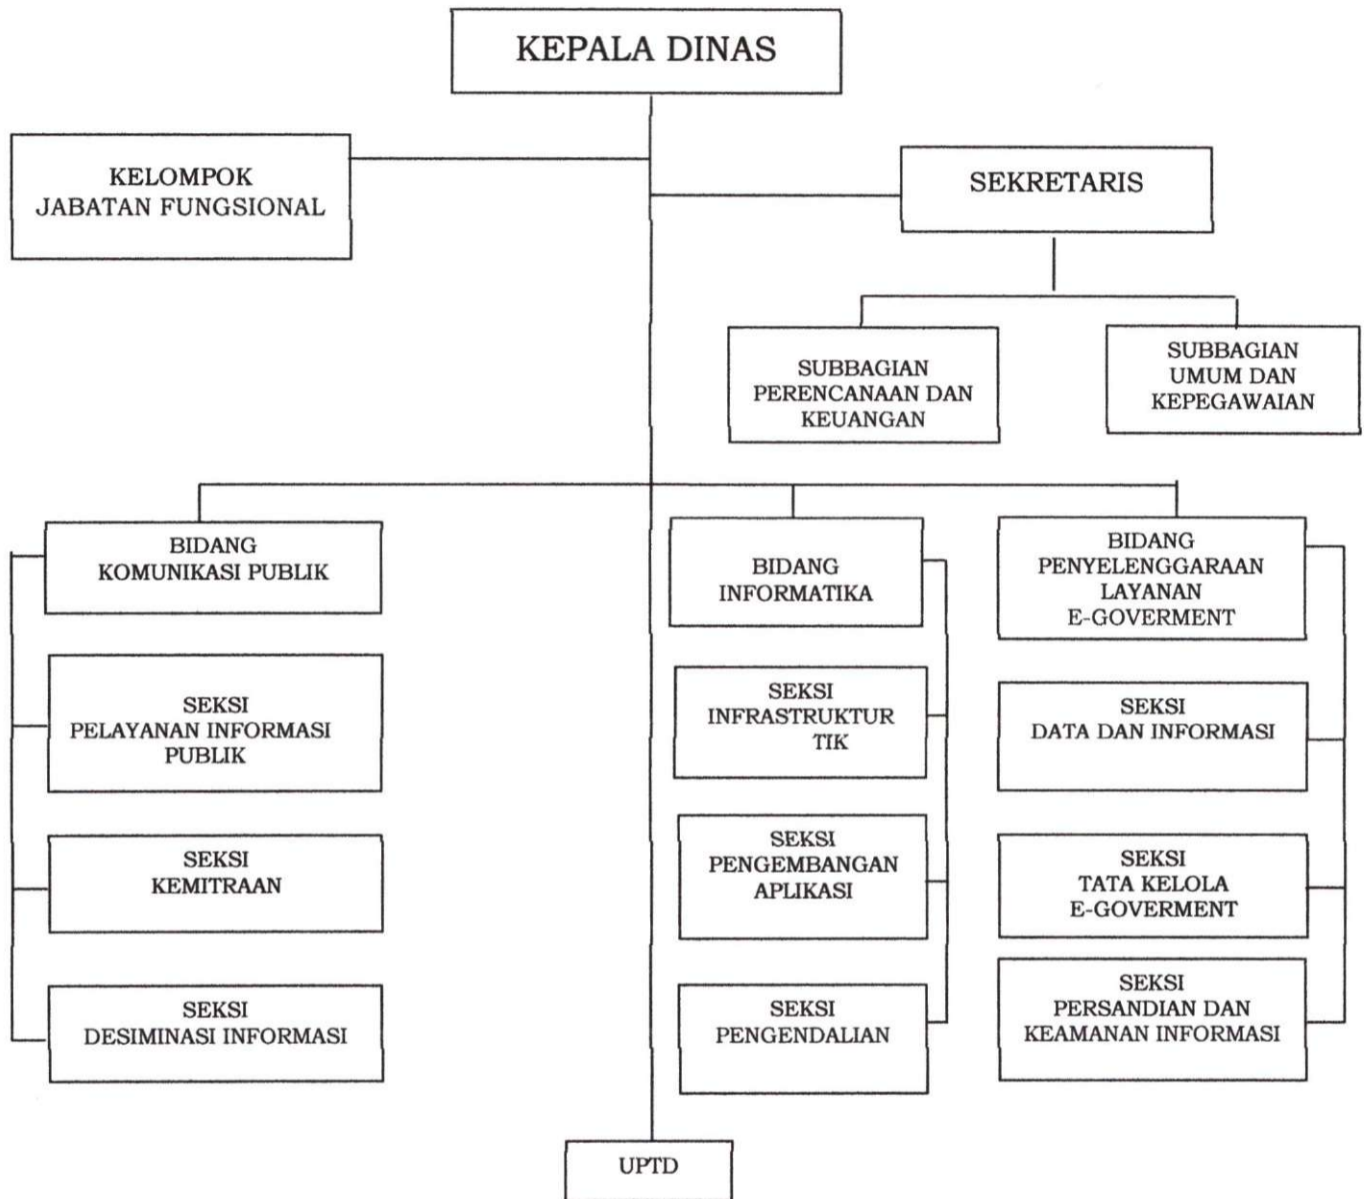 KEPALA DINAS
KELOMPOK
JABATAN FUNGSIONAL
SEKRETARIS
SUBBAGIAN
PERENCANAAN DAN
KEUANGAN
SUBBAGIAN
UMUM DAN
KEPEGAWAIAN
BIDANG
KOMUNIKASI PUBLIK
SEKSI
PELAYANAN INFORMASI
PUBLIK
SEKSI
KEMITRAAN
SEKSI
DESIMINASI INFORMASI
BIDANG
INFORMATIKA
SEKSI
INFRASTRUKTUR
TIK
SEKSI
PENGEMBANGAN
APLIKASI
SEKSI
PENGENDALIAN
BIDANG
PENYELENGGARAAN
LAYANAN
E-GOVERMENT
SEKSI
DATA DAN INFORMASI
SEKSI
TATA KELOLA
E-GOVERMENT
SEKSI
PERSANDIAN DAN
KEAMANAN INFORMASI
UPTD